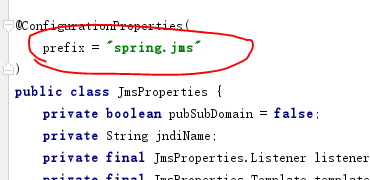 @ConfigurationProperties(
prefix = "spring.jms"
)
public class JmsProperties {
private boolean pubSubDomain = false;
private String jndiName;
private final JmsProperties.Listener listener
private final JmsProperties.Template template